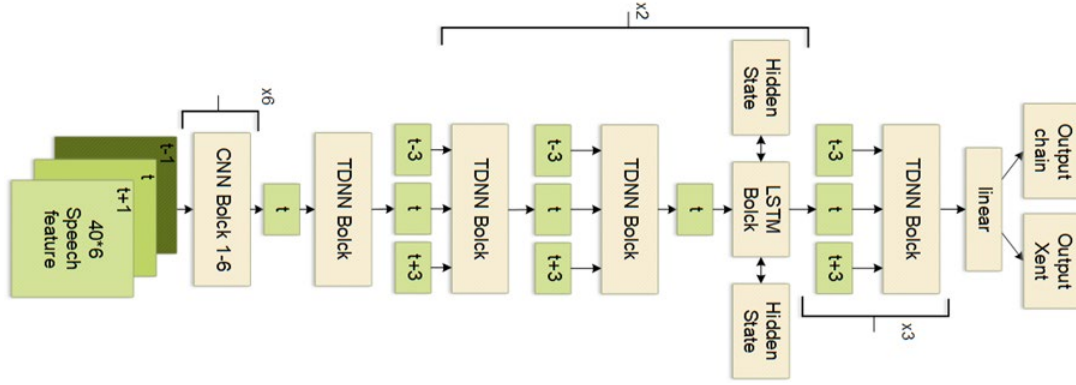 t-1
t
t+1
40*6
Speech
feature
x6
CNN Bolck 1-6
t
TDNN Bolck
x2
t-3
t
t+3
TDNN Bolck
t-3
t
t+3
TDNN Bolck
t
Hidden
State
LSTM
Bolck
Hidden
State
t-3
t
t+3
TDNN Bolck
x3
linear
Output
chain
Output
Xent